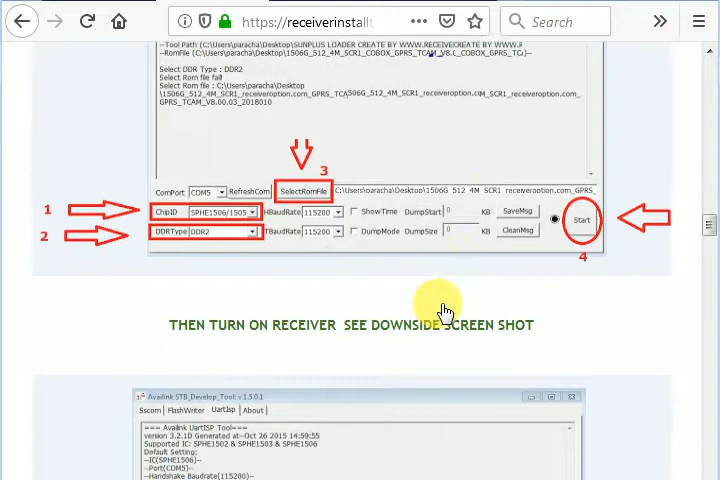 https://receiverinstallt
Search
--Tool Path (C:\Users\paracha\Desktop\SUNPLUS LOADER CREATE BY WWW.RECEIVECREATE BY WWW.
--RomFile (C:\Users\paracha\Desktop\1506G_512_4M_SCR1_COBOX_GPRS_TCAM_V8.
Select DDR Type : DDR2
Select Rom file fail
Select Rom file : C:\Users\paracha\Desktop
\1506G_512_4M_SCR1_receiveroption.com_GPRS_TCA
GPRS_TCAM_V8.00.03_2018010
3
ComPort COM5 RefreshCom SelectRomFile C:\Users\paracha\Desktop\1506G_512_4M_SCR1_receiveroption.com_GPRS_
1 ChipID SPHE1506/1505 HBaudRate 115200 ShowTime DumpStart 0 KB SaveMsg Start
2 DDRType DDR2 TBaudRate 115200 DumpMode DumpSize 0 KB CleanMsg
4
THEN TURN ON RECEIVER SEE DOWNSIDE SCREEN SHOT
Availink STB_Develop_Tool: v 1.5.0.1
Sscom FlashWriter UartIsp About
=== Availink UartISP Tool===
version 3.2.1D Generated at--Oct 26 2015 14:59:55
Supported IC: SPHE1502 & SPHE1503 & SPHE1506
Default Setting:
--IC(SPHE1506)--
--Port(COM5)--
--Handshake Baudrate(115200)--